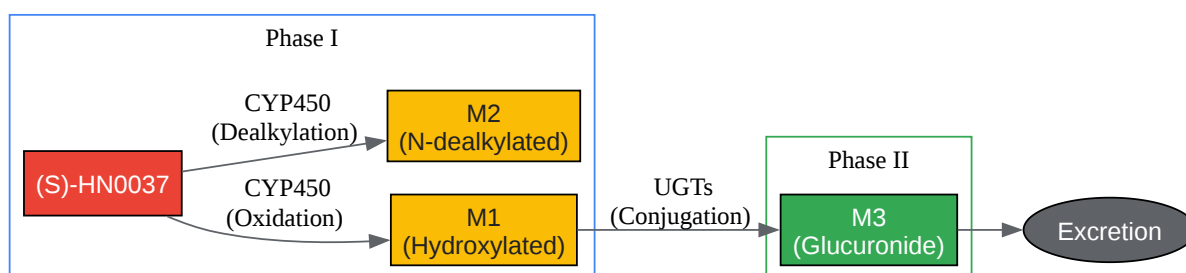 Phase I
CYP450
(Dealkylation)
M2
(N-dealkylated)
(S)-HN0037
CYP450
(Oxidation)
M1
(Hydroxylated)
UGTs
(Conjugation)
Phase II
M3
(Glucuronide)
Excretion